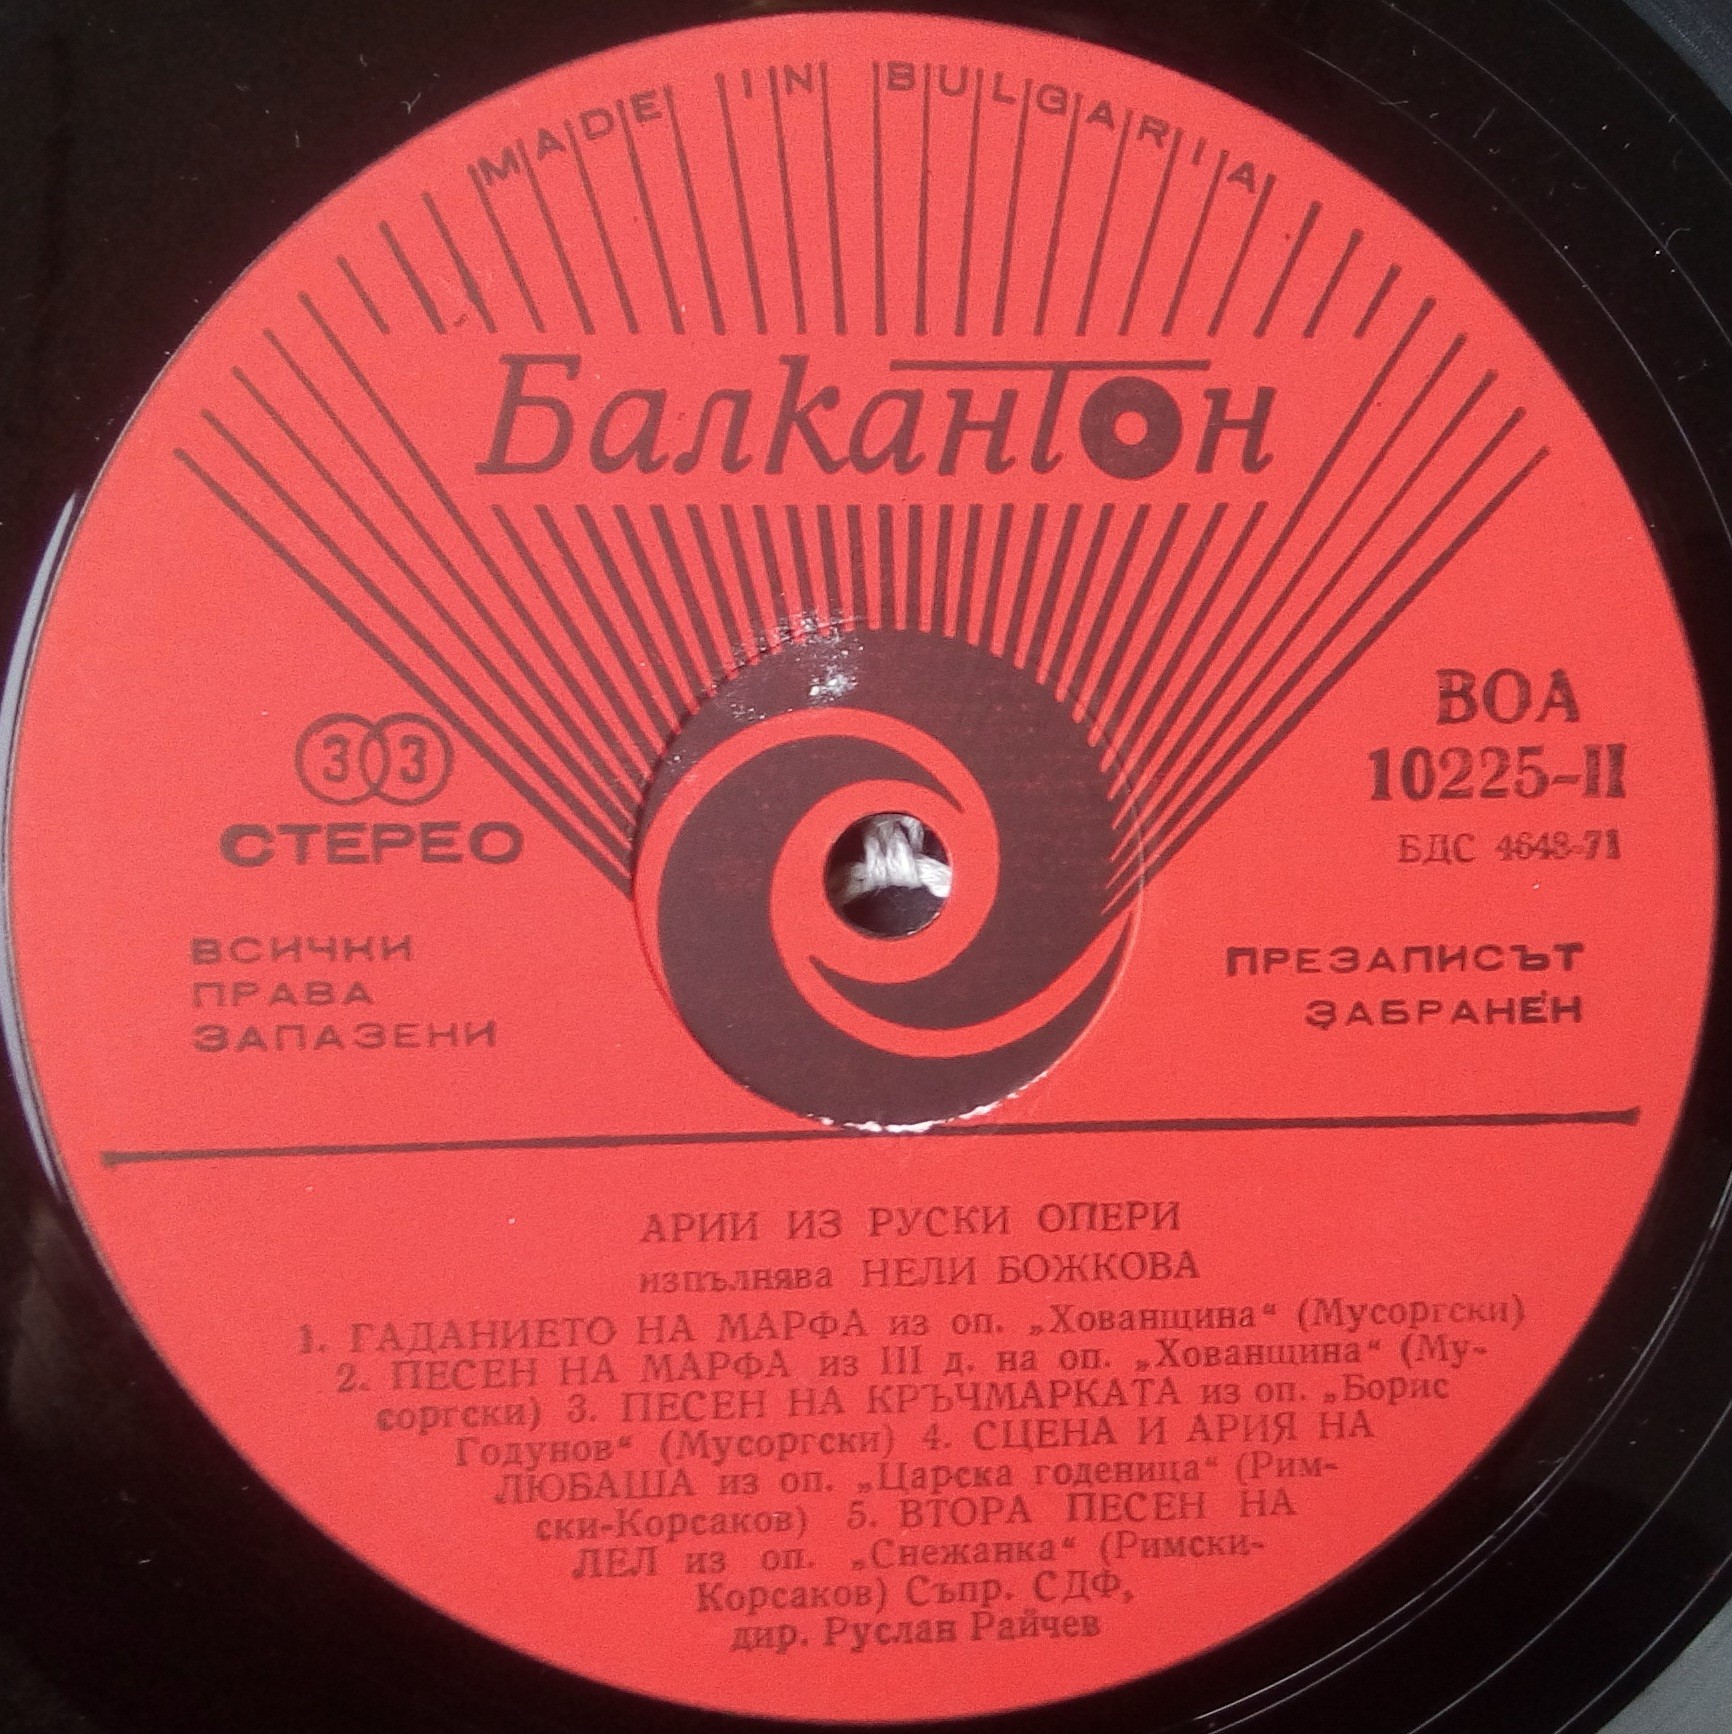 MADE IN BULGARIA
Балкантон
33
СТЕРЕО
ВОА
10225-II
БДС 4648-71
ВСИЧКИ
ПРАВА
ЗАПАЗЕНИ
ПРЕЗАПИСЪТ
ЗАБРАНЕН
АРИИ ИЗ РУСКИ ОПЕРИ
изпълнява НЕЛИ БОЖКОВА
1. ГАДАНИЕТО НА МАРФА из оп. „Хованщина“ (Мусоргски)
2. ПЕСЕН НА МАРФА из III д. на оп. „Хованщина“ (Му-
соргски) 3. ПЕСЕН НА КРЪЧМАРКАТА из оп. „Борис
Годунов“ (Мусоргски) 4. СЦЕНА И АРИЯ НА
ЛЮБАША из оп. „Царска годеница“ (Рим-
ски-Корсаков) 5. ВТОРА ПЕСЕН НА
ЛЕЛ из оп. „Снежанка“ (Римски-
Корсаков) Съпр. СДФ,
дир. Руслан Райчев